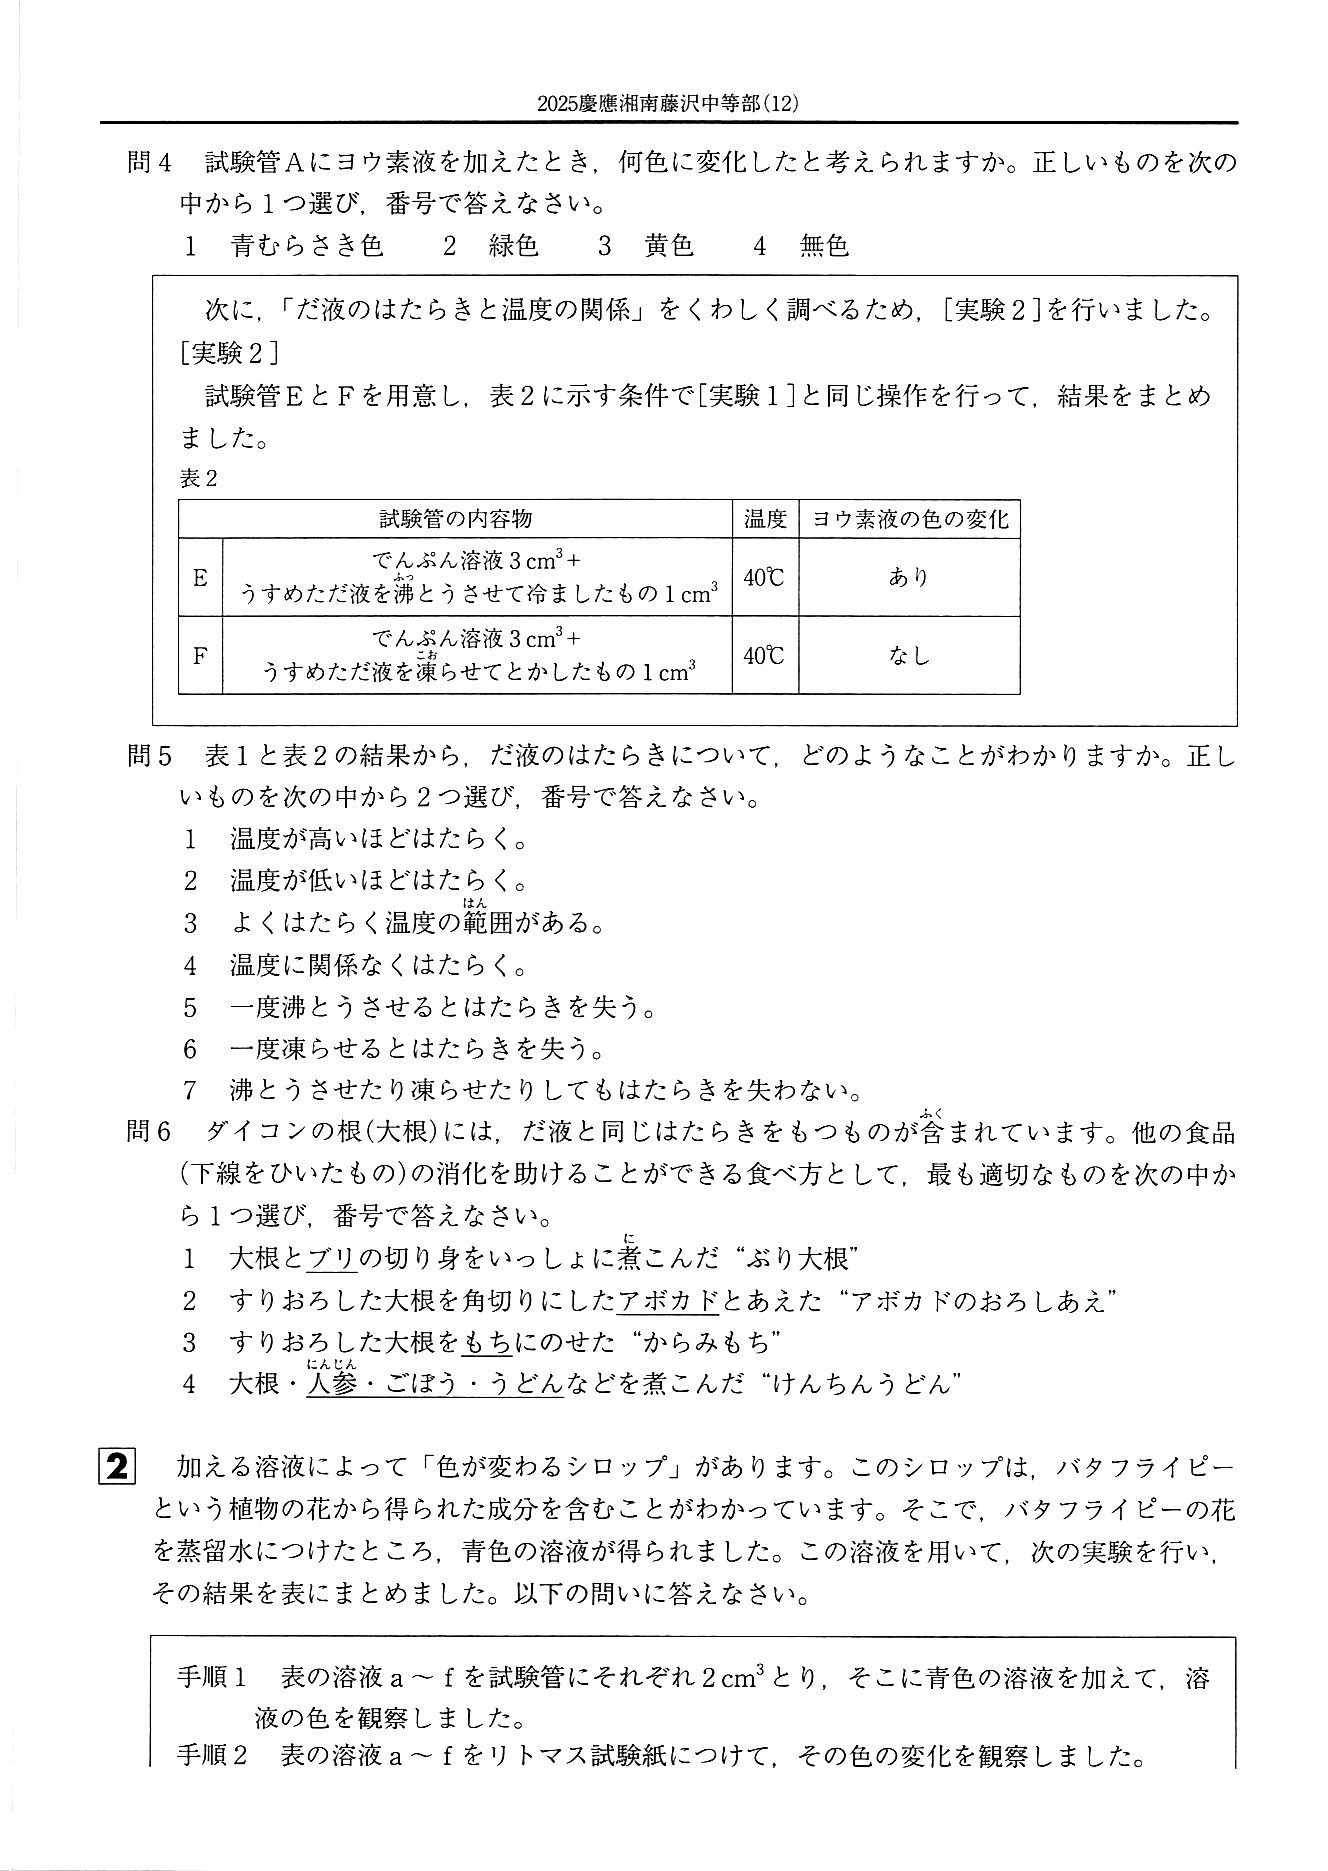 2025慶應湘南藤沢中等部(12)
問4 試験管Aにヨウ素液を加えたとき，何色に変化したと考えられますか。正しいものを次の
中から1つ選び，番号で答えなさい。
1 青むらさき色 2 緑色 3 黄色 4 無色
次に，「だ液のはたらきと温度の関係」をくわしく調べるため，[実験2]を行いました。
[実験2]
試験管EとFを用意し，表2に示す条件で[実験1]と同じ操作を行って，結果をまとめ
ました。
表2
試験管の内容物 温度 ヨウ素液の色の変化
でんぷん溶液3cm³+
E うすめただ液を沸とうさせて冷ましたもの1cm³ 40℃ あり
ふっ
でんぷん溶液3cm³+
F うすめただ液を凍らせてとかしたもの1cm³ 40℃ なし
こお
問5 表1と表2の結果から，だ液のはたらきについて，どのようなことがわかりますか。正し
いものを次の中から2つ選び，番号で答えなさい。
1 温度が高いほどはたらく。
2 温度が低いほどはたらく。
はん
3 よくはたらく温度の範囲がある。
4 温度に関係なくはたらく。
5 一度沸とうさせるとはたらきを失う。
6 一度凍らせるとはたらきを失う。
7 沸とうさせたり凍らせたりしてもはたらきを失わない。
ふく
問6 ダイコンの根(大根)には，だ液と同じはたらきをもつものが含まれています。他の食品
(下線をひいたもの)の消化を助けることができる食べ方として，最も適切なものを次の中か
ら1つ選び，番号で答えなさい。
に
1 大根とブリの切り身をいっしょに煮こんだ“ぶり大根”
2 すりおろした大根を角切りにしたアボカドとあえた“アボカドのおろしあえ”
3 すりおろした大根をもちにのせた“からみもち”
にんじん
4 大根・人参・ごぼう・うどんなどを煮こんだ“けんちんうどん”
2 加える溶液によって「色が変わるシロップ」があります。このシロップは，バタフライピー
という植物の花から得られた成分を含むことがわかっています。そこで，バタフライピーの花
を蒸留水につけたところ，青色の溶液が得られました。この溶液を用いて，次の実験を行い，
その結果を表にまとめました。以下の問いに答えなさい。
手順1 表の溶液a～fを試験管にそれぞれ2cm³とり，そこに青色の溶液を加えて，溶
液の色を観察しました。
手順2 表の溶液a～fをリトマス試験紙につけて，その色の変化を観察しました。